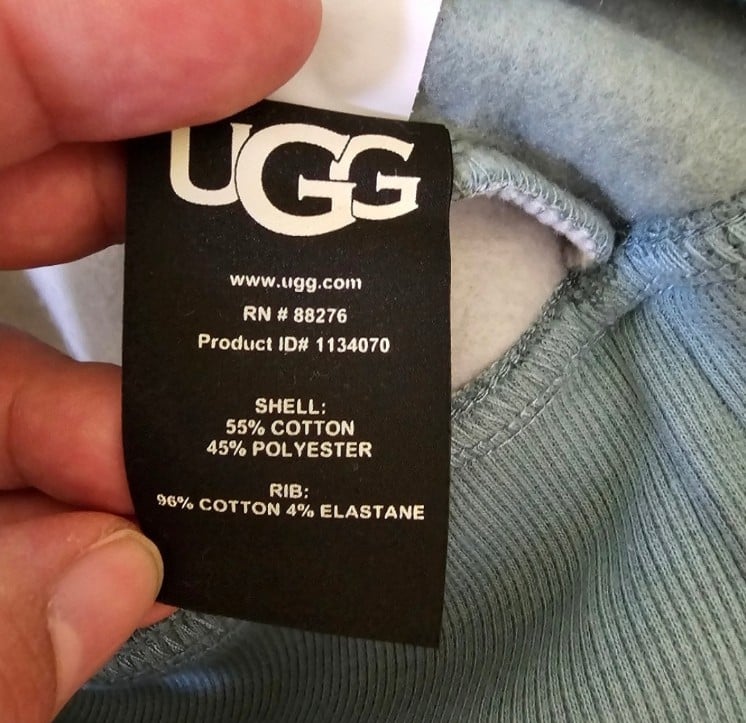 UGG
www.ugg.com
RN # 88276
Product ID# 1134070
SHELL:
55% COTTON
45% POLYESTER
RIB:
96% COTTON 4% ELASTANE